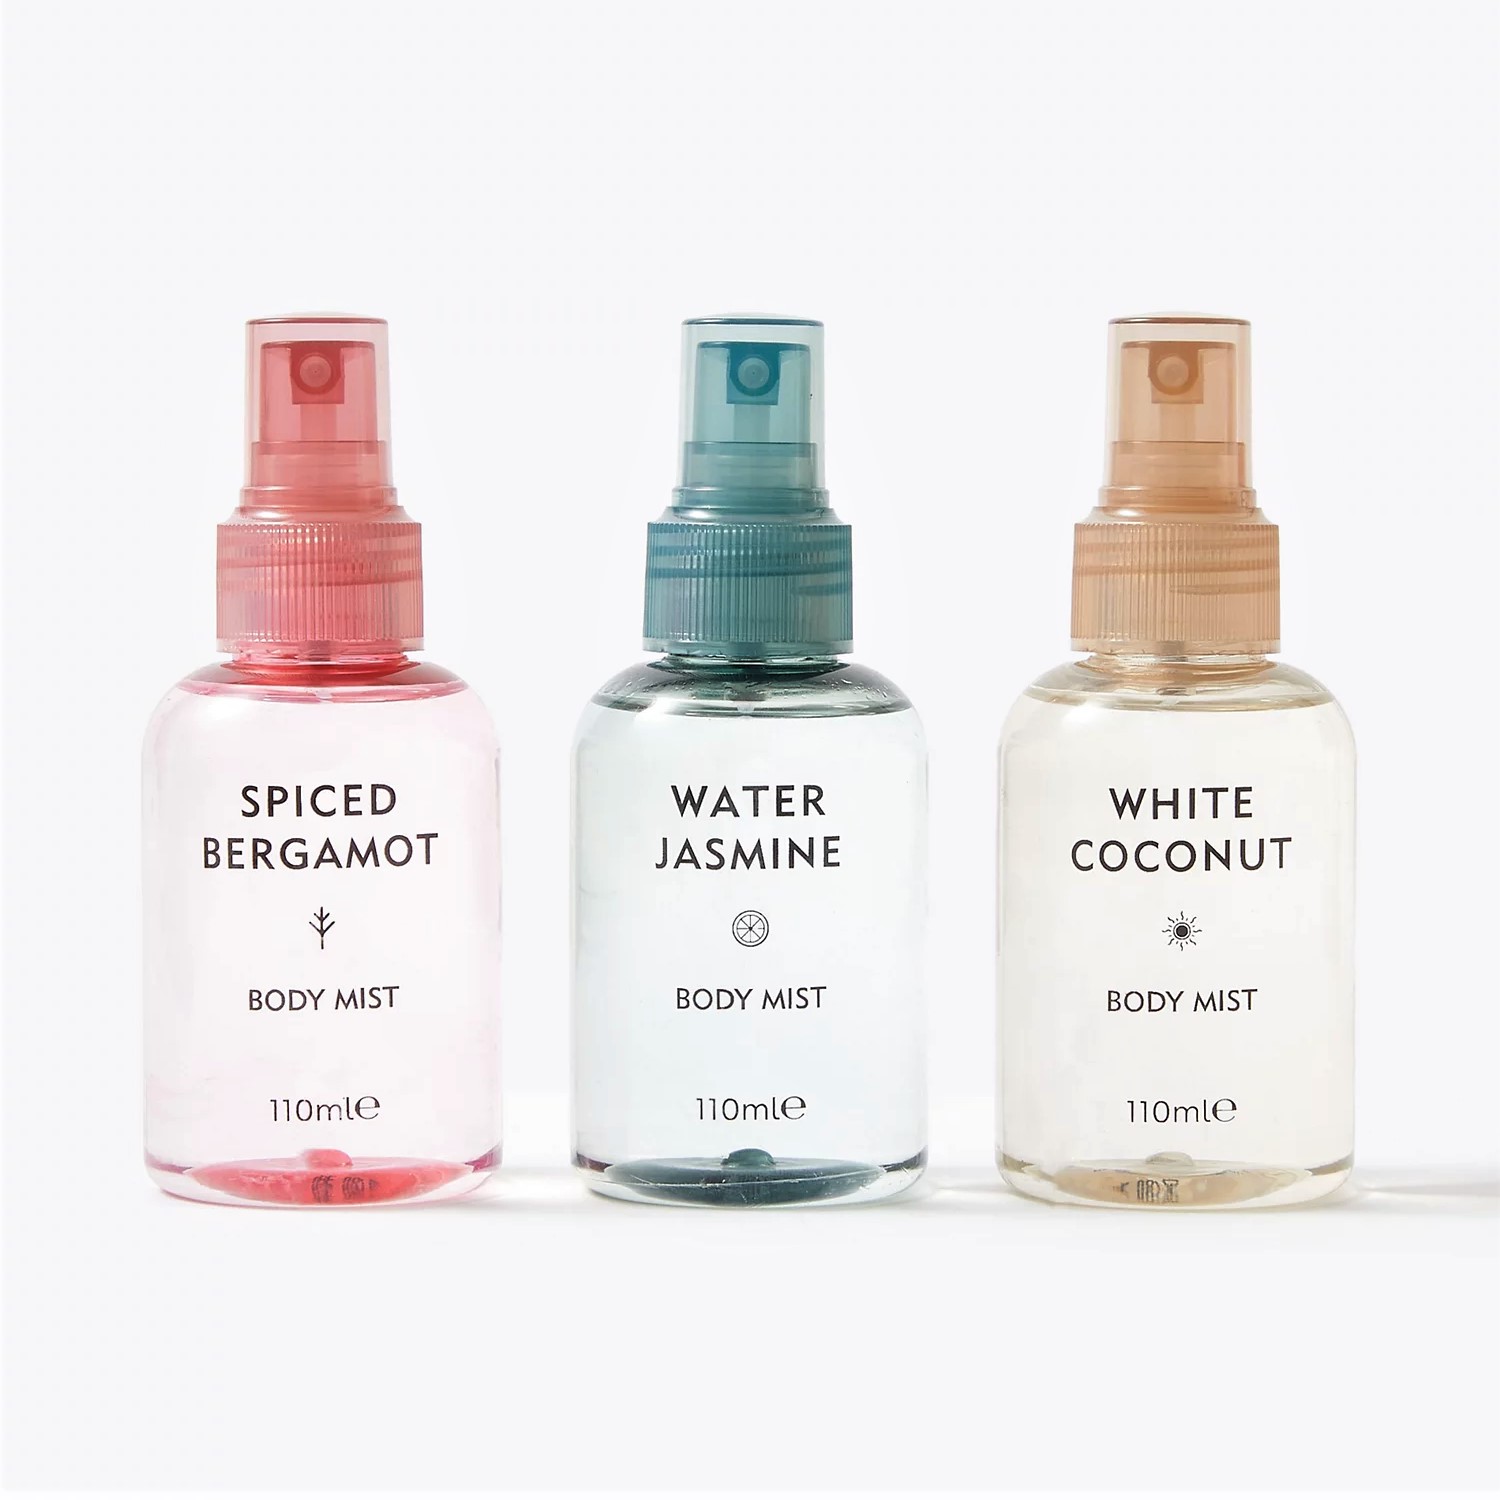 SPICED
BERGAMOT
BODY MIST
110ml℮
WATER
JASMINE
BODY MIST
110ml℮
WHITE
COCONUT
BODY MIST
110ml℮